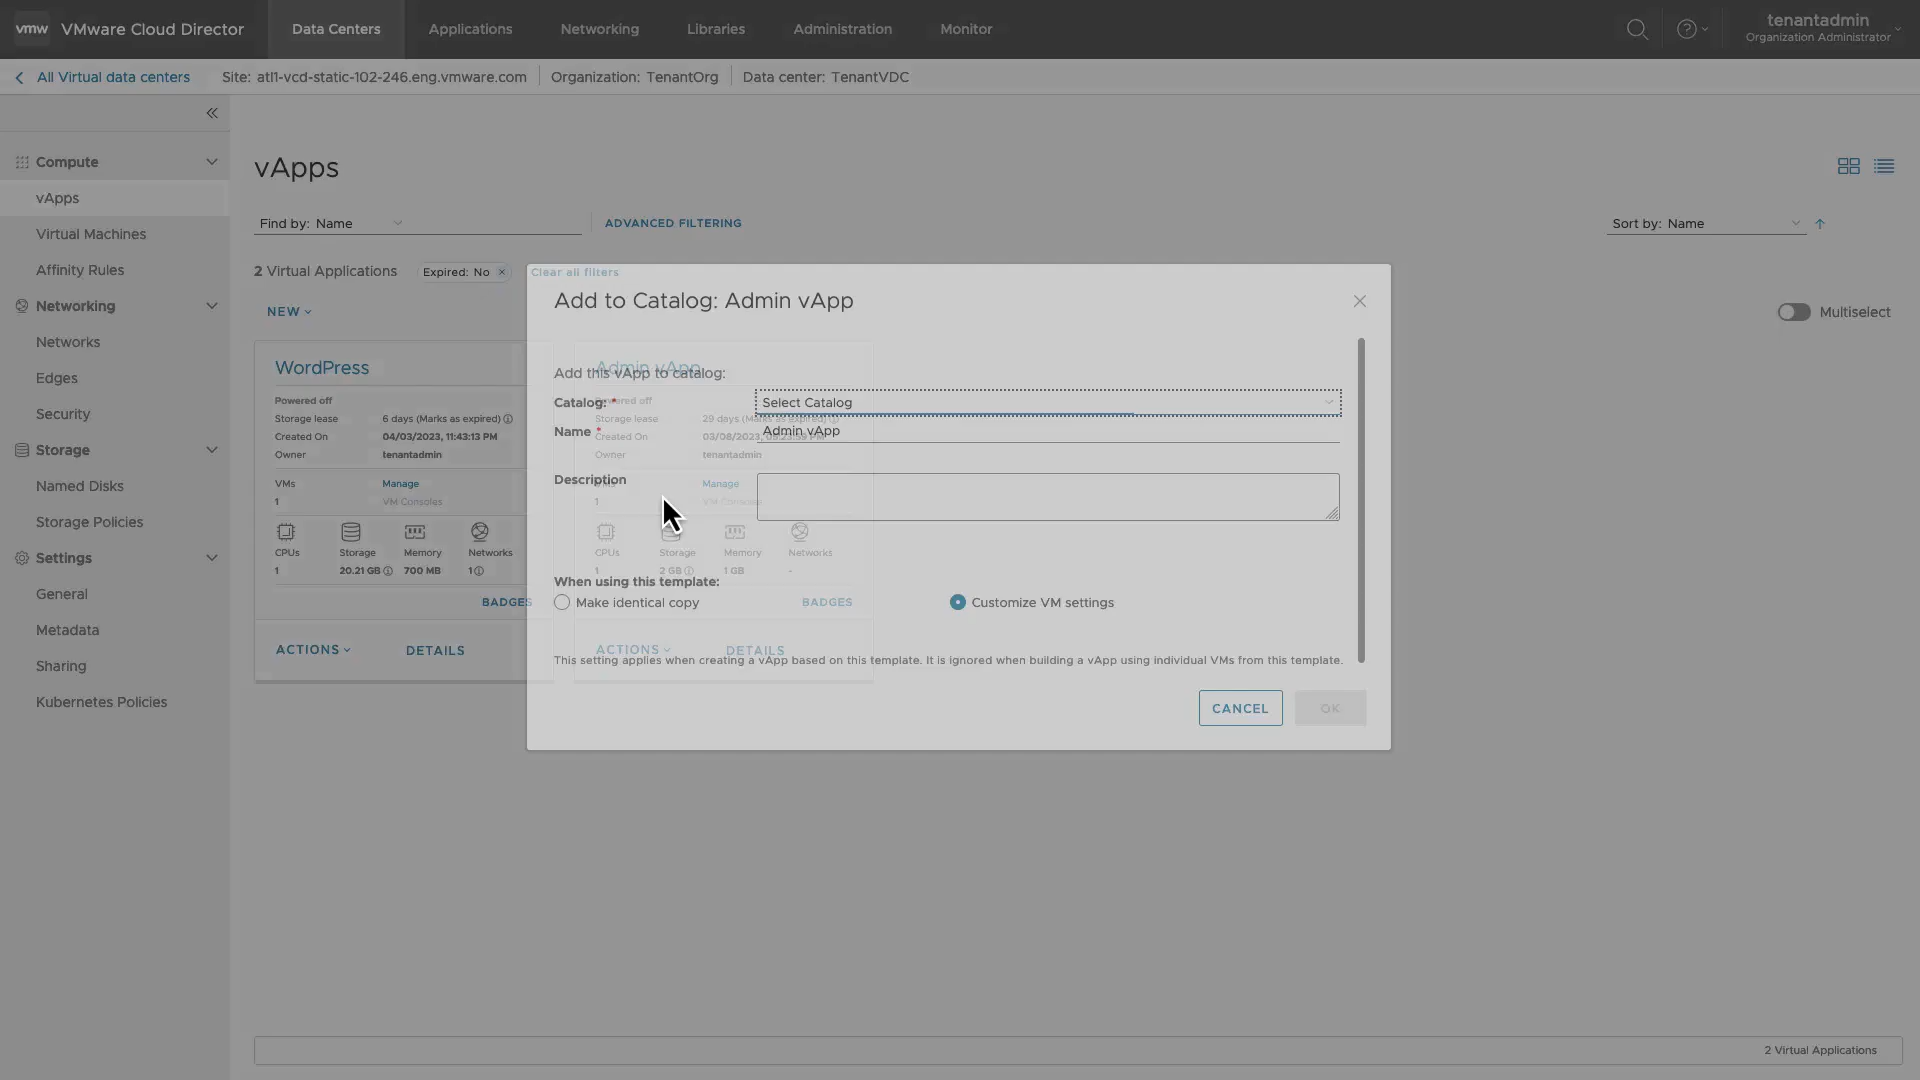 vmw VMware Cloud Director
Data Centers
Applications
Networking
Libraries
Administration
Monitor
tenantadmin
Organization Administrator
All Virtual data centers
Site: atl1-vcd-static-102-246.eng.vmware.com
Organization: TenantOrg
Data center: TenantVDC
Compute
vApps
Virtual Machines
Affinity Rules
Networking
Networks
Edges
Security
Storage
Named Disks
Storage Policies
Settings
General
Metadata
Sharing
Kubernetes Policies
vApps
Find by: Name
ADVANCED FILTERING
Sort by: Name
2 Virtual Applications
Expired: No
Clear all filters
NEW
Multiselect
WordPress
Powered off
Storage lease 6 days (Marks as expired)
Created On 04/03/2023, 11:43:13 PM
Owner tenantadmin
VMs Manage
1 VM Consoles
CPUs Storage Memory Networks
1 20.21 GB 700 MB 1
BADGES
ACTIONS DETAILS
Admin vApp
Powered off
Storage lease 29 days (Marks as expired)
Created On
Owner tenantadmin
VMs Manage
1 VM Consoles
CPUs Storage Memory Networks
1 2 GB 1 GB -
BADGES
ACTIONS DETAILS
Add to Catalog: Admin vApp
Add this vApp to catalog:
Catalog: * Select Catalog
Name * Admin vApp
Description
When using this template:
Make identical copy
Customize VM settings
This setting applies when creating a vApp based on this template. It is ignored when building a vApp using individual VMs from this template.
CANCEL
OK
2 Virtual Applications